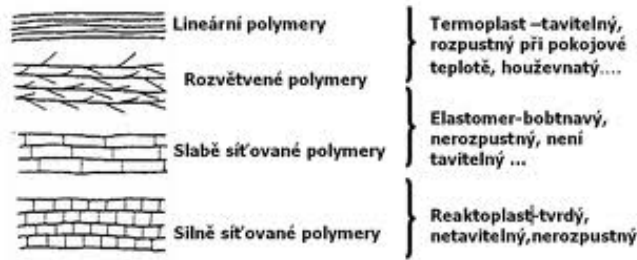 Lineární polymery
Rozvětvené polymery
Slabě síťované polymery
Silně síťované polymery
Termoplast –tavitelný,
rozpustný při pokojové
teplotě, houževnatý....
Elastomer-bobtnavý,
nerozpustný, není
tavitelný ...
Reaktoplast-tvrdý,
netavitelný,nerozpustný